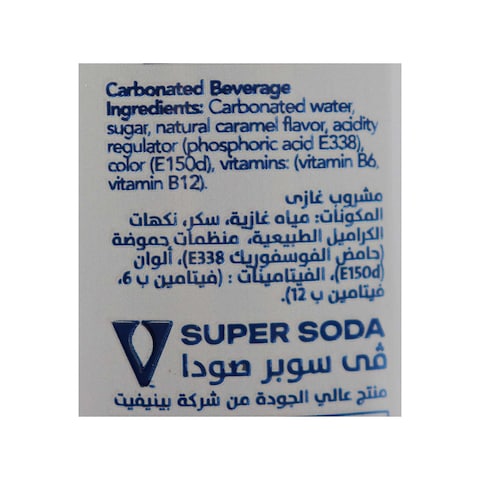 Carbonated Beverage
Ingredients: Carbonated water,
sugar, natural caramel flavor, acidity
regulator (phosphoric acid E338),
color (E150d), vitamins: (vitamin B6,
vitamin B12).
مشروب غازى
المكونات: مياه غازية، سكر، نكهات
الكراميل الطبيعية، منظمات حموضة
(حامض الفوسفوريك E338)، ألوان
(E150d)، الفيتامينات: (فيتامين ب 6،
فيتامين ب 12).
V SUPER SODA
ڤى سوبر صودا
منتج عالي الجودة من شركة بينيفيت